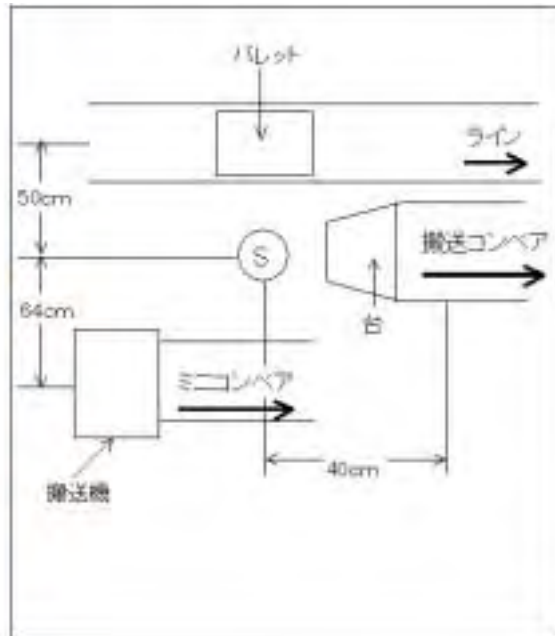 パレット
ライン
50cm
搬送コンベア
S
64cm
台
ミニコンベア
40cm
搬送機